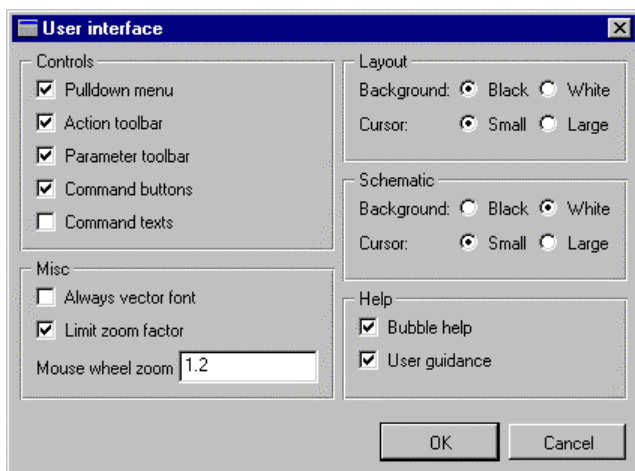 User interface
Controls
Pulldown menu
Action toolbar
Parameter toolbar
Command buttons
Command texts
Misc
Always vector font
Limit zoom factor
Mouse wheel zoom 1.2
Layout
Background: Black White
Cursor: Small Large
Schematic
Background: Black White
Cursor: Small Large
Help
Bubble help
User guidance
OK Cancel